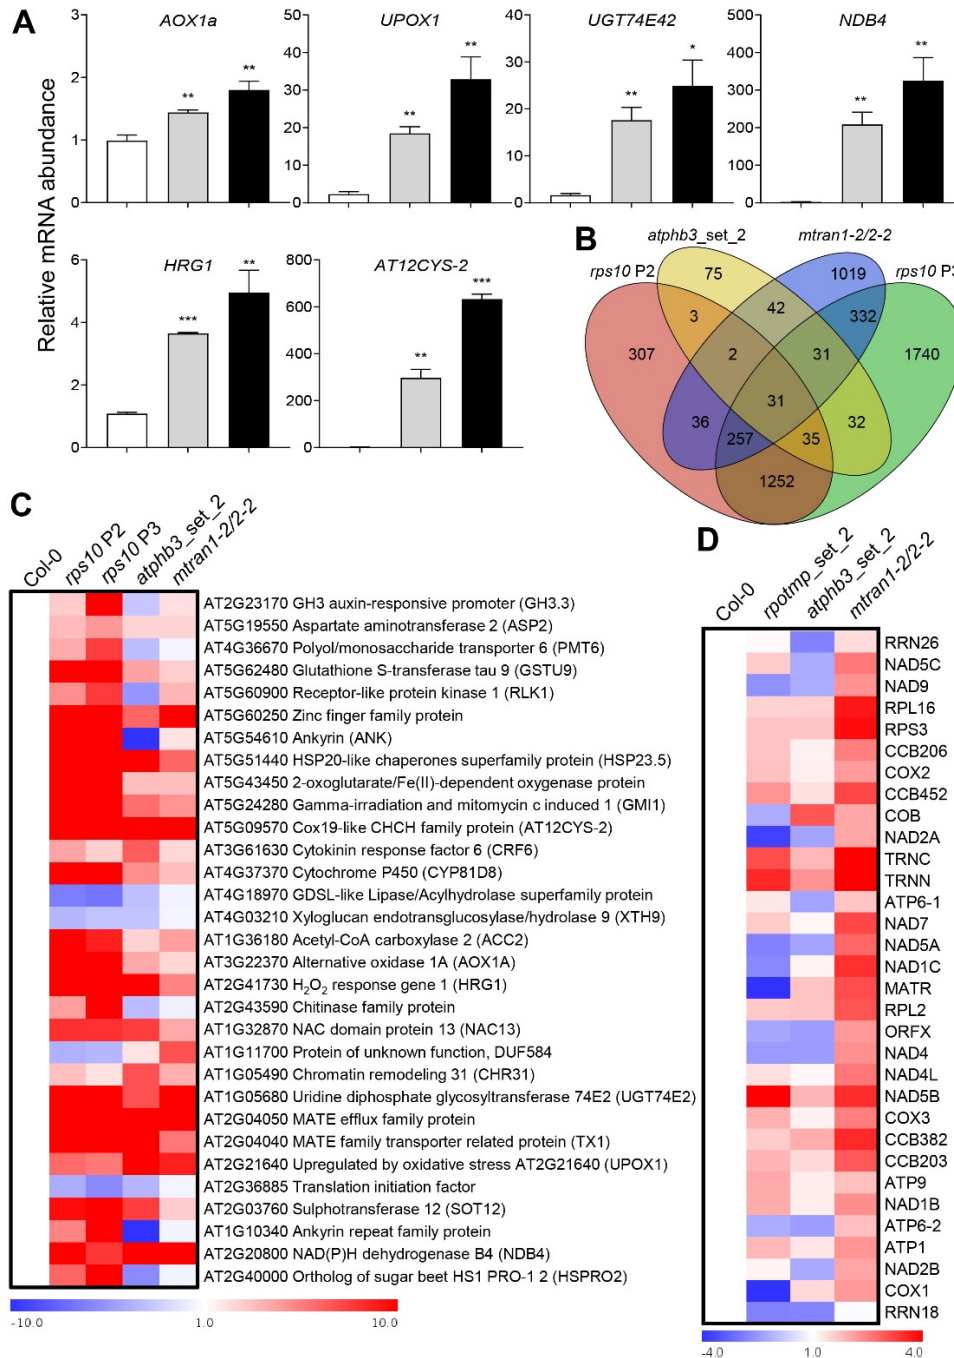 A
AOX1a
UPOX1
UGT74E42
NDB4
Relative mRNA abundance
3
2
1
0
**
**
60
40
20
0
**
**
40
30
20
10
0
**
*
500
400
300
200
100
0
**
**
HRG1
AT12CYS-2
6
4
2
0
***
**
800
600
400
200
0
**
***
B
atphb3_set_2
mtran1-2/2-2
rps10 P2
rps10 P3
75
1019
3
42
332
307
2
31
1740
31
36
257
35
32
1252
C
Col-0
rps10 P2
rps10 P3
atphb3_set_2
mtran1-2/2-2
AT2G23170 GH3 auxin-responsive promoter (GH3.3)
AT5G19550 Aspartate aminotransferase 2 (ASP2)
AT4G36670 Polyol/monosaccharide transporter 6 (PMT6)
AT5G62480 Glutathione S-transferase tau 9 (GSTU9)
AT5G60900 Receptor-like protein kinase 1 (RLK1)
AT5G60250 Zinc finger family protein
AT5G54610 Ankyrin (ANK)
AT5G51440 HSP20-like chaperones superfamily protein (HSP23.5)
AT5G43450 2-oxoglutarate/Fe(II)-dependent oxygenase protein
AT5G24280 Gamma-irradiation and mitomycin c induced 1 (GMI1)
AT5G09570 Cox19-like CHCH family protein (AT12CYS-2)
AT3G61630 Cytokinin response factor 6 (CRF6)
AT4G37370 Cytochrome P450 (CYP81D8)
AT4G18970 GDSL-like Lipase/Acylhydrolase superfamily protein
AT4G03210 Xyloglucan endotransglucosylase/hydrolase 9 (XTH9)
AT1G36180 Acetyl-CoA carboxylase 2 (ACC2)
AT3G22370 Alternative oxidase 1A (AOX1A)
AT2G41730 H₂O₂ response gene 1 (HRG1)
AT2G43590 Chitinase family protein
AT1G32870 NAC domain protein 13 (NAC13)
AT1G11700 Protein of unknown function, DUF584
AT1G05490 Chromatin remodeling 31 (CHR31)
AT1G05680 Uridine diphosphate glycosyltransferase 74E2 (UGT74E2)
AT2G04050 MATE efflux family protein
AT2G04040 MATE family transporter related protein (TX1)
AT2G21640 Upregulated by oxidative stress AT2G21640 (UPOX1)
AT2G36885 Translation initiation factor
AT2G03760 Sulphotransferase 12 (SOT12)
AT1G10340 Ankyrin repeat family protein
AT2G20800 NAD(P)H dehydrogenase B4 (NDB4)
AT2G40000 Ortholog of sugar beet HS1 PRO-1 2 (HSPRO2)
-10.0
1.0
10.0
D
Col-0
rpotmp_set_2
atphb3_set_2
mtran1-2/2-2
RRN26
NAD5C
NAD9
RPL16
RPS3
CCB206
COX2
CCB452
COB
NAD2A
TRNC
TRNN
ATP6-1
NAD7
NAD5A
NAD1C
MATR
RPL2
ORFX
NAD4
NAD4L
NAD5B
COX3
CCB382
CCB203
ATP9
NAD1B
ATP6-2
ATP1
NAD2B
COX1
RRN18
-4.0
1.0
4.0